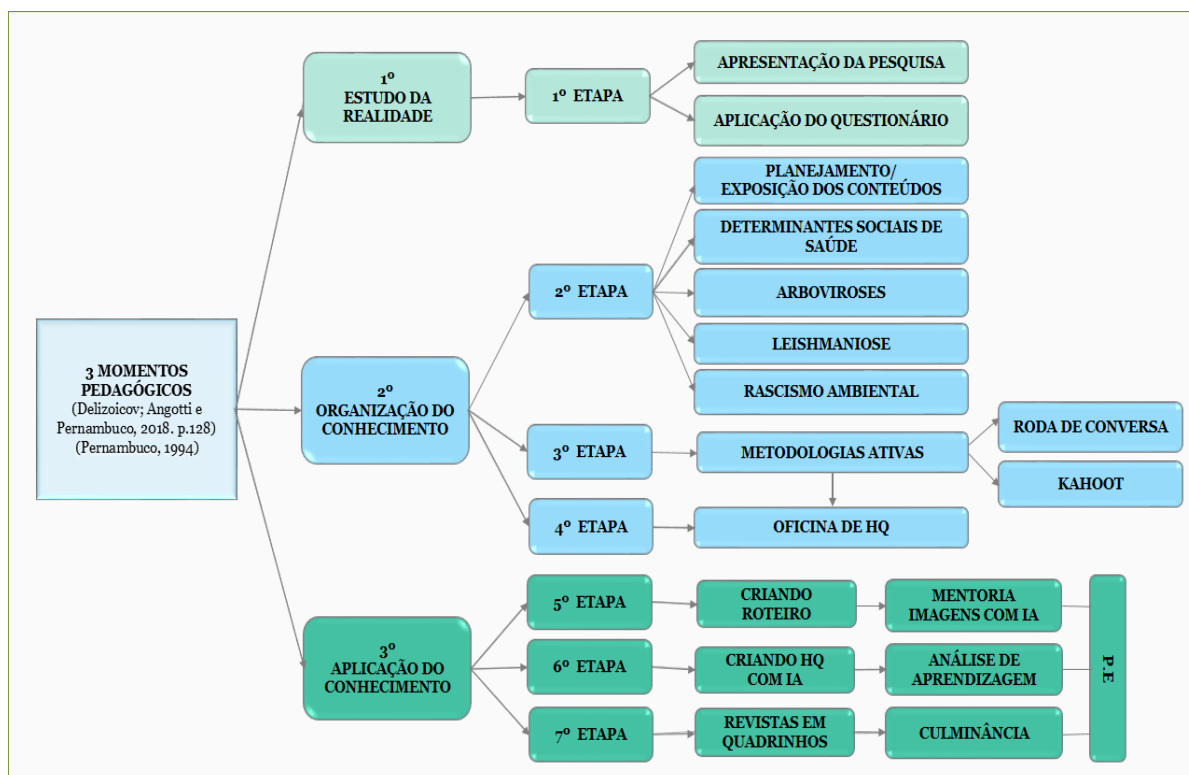 3 MOMENTOS
PEDAGÓGICOS
(Delizoicov; Angotti e
Pernambuco, 2018. p.128)
(Pernambuco, 1994)
1º
ESTUDO DA
REALIDADE
1º ETAPA
APRESENTAÇÃO DA PESQUISA
APLICAÇÃO DO QUESTIONÁRIO
2º
ORGANIZAÇÃO DO
CONHECIMENTO
2º ETAPA
PLANEJAMENTO/
EXPOSIÇÃO DOS CONTEÚDOS
DETERMINANTES SOCIAIS DE
SAÚDE
ARBOVIROSES
LEISHMANIOSE
RASCISMO AMBIENTAL
3º ETAPA
METODOLOGIAS ATIVAS
RODA DE CONVERSA
KAHOOT
4º ETAPA
OFICINA DE HQ
3º
APLICAÇÃO DO
CONHECIMENTO
5º ETAPA
CRIANDO
ROTEIRO
MENTORIA
IMAGENS COM IA
6º ETAPA
CRIANDO HQ
COM IA
ANÁLISE DE
APRENDIZAGEM
7º ETAPA
REVISTAS EM
QUADRINHOS
CULMINÂNCIA
P.E